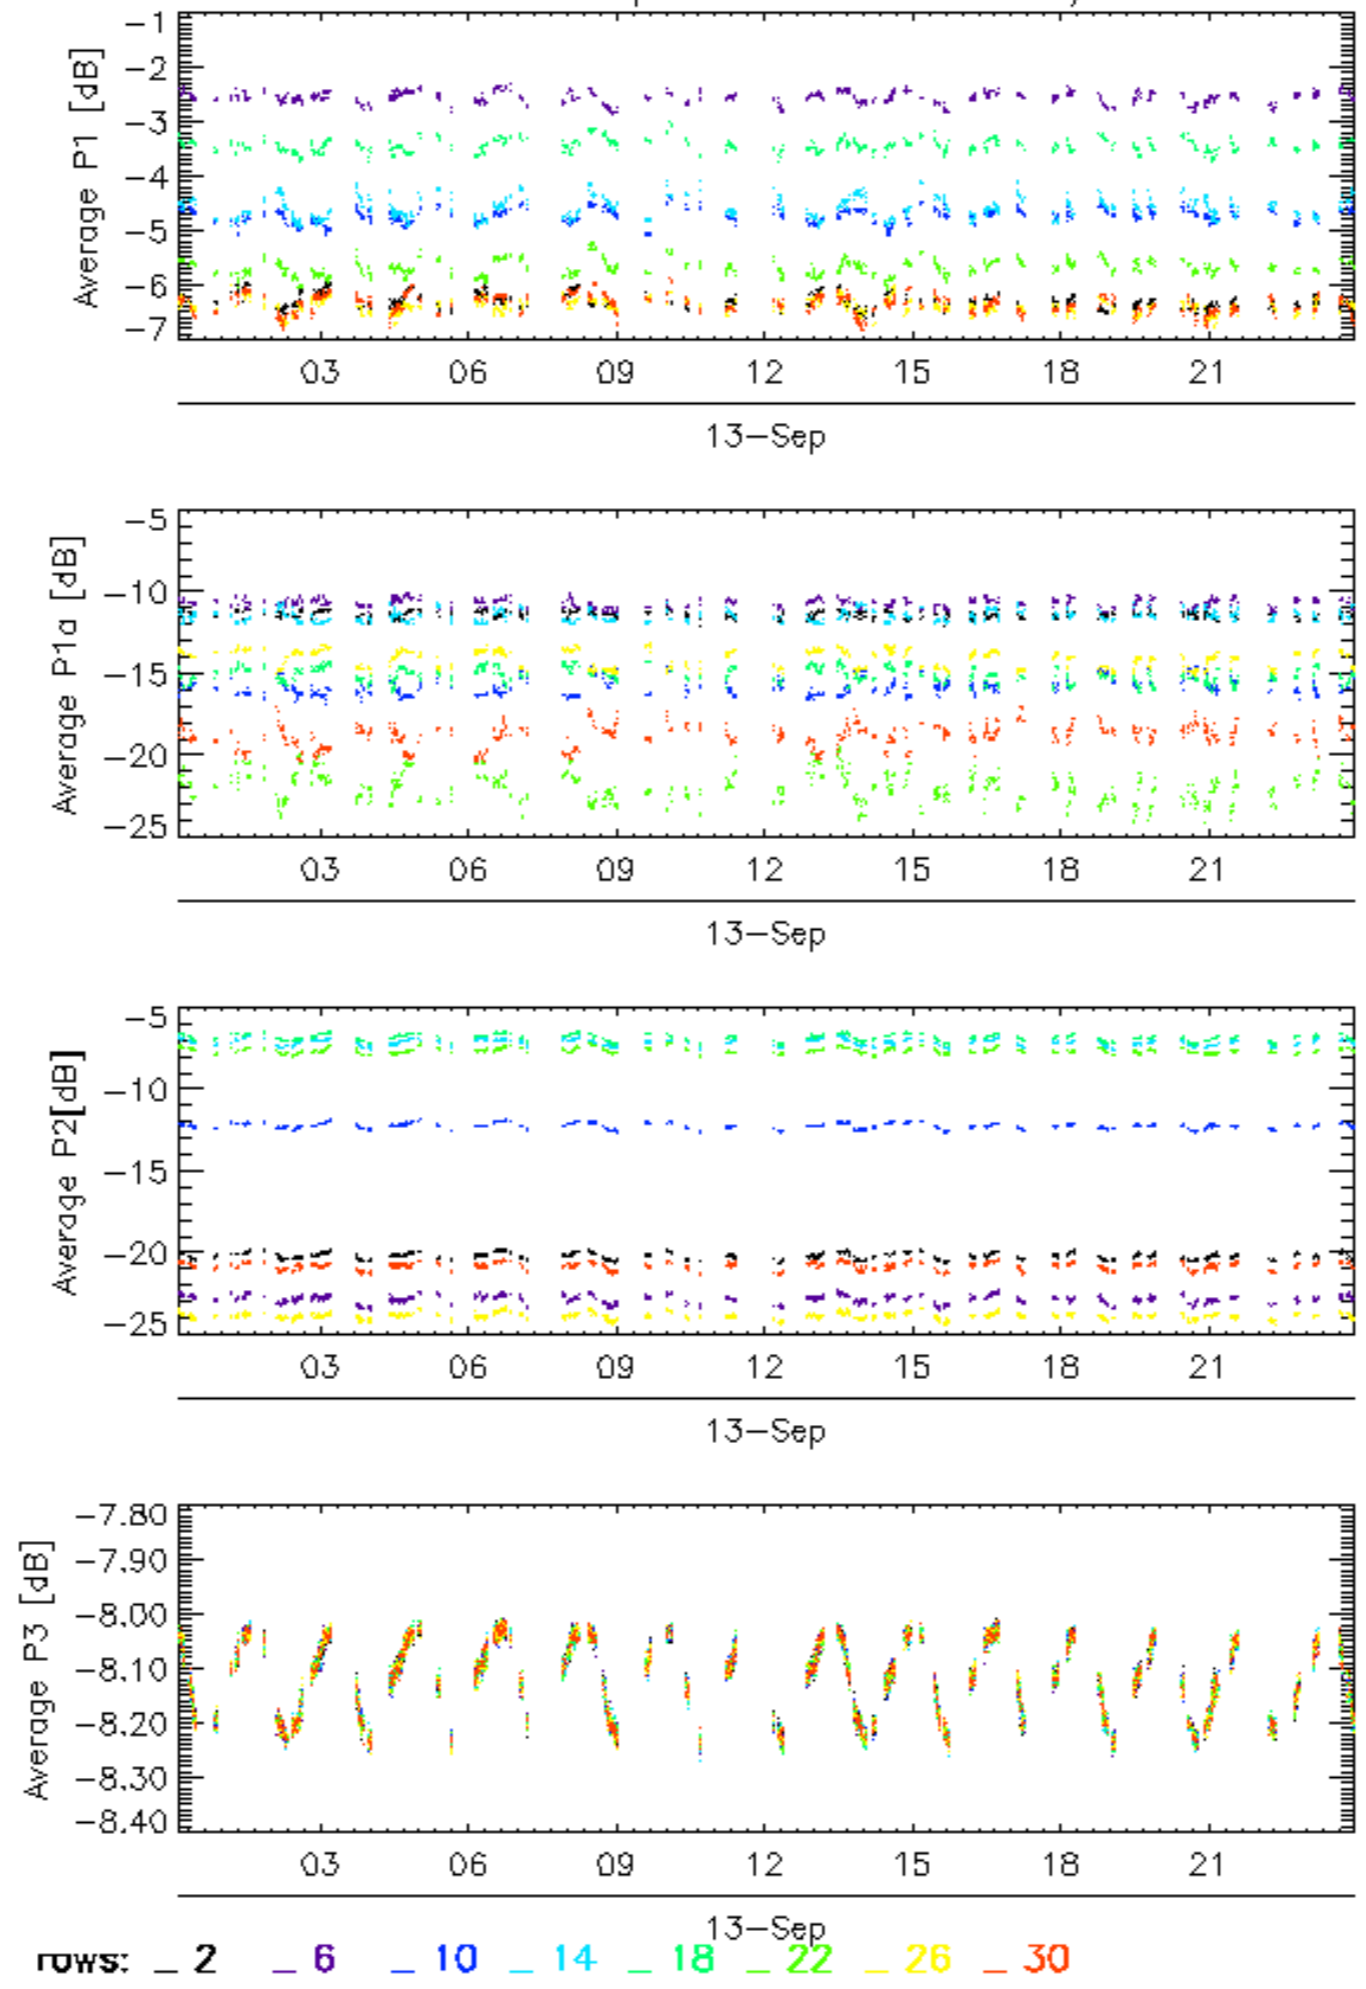 Average P1 [dB]
-1
-2
-3
-4
-5
-6
-7
03 06 09 12 15 18 21
13-Sep
Average P1a [dB]
-5
-10
-15
-20
-25
03 06 09 12 15 18 21
13-Sep
Average P2[dB]
-5
-10
-15
-20
-25
03 06 09 12 15 18 21
13-Sep
Average P3 [dB]
-7.80
-7.90
-8.00
-8.10
-8.20
-8.30
-8.40
03 06 09 12 15 18 21
13-Sep
rows: _ 2 _ 6 _ 10 _ 14 _ 18 _ 22 _ 26 _ 30